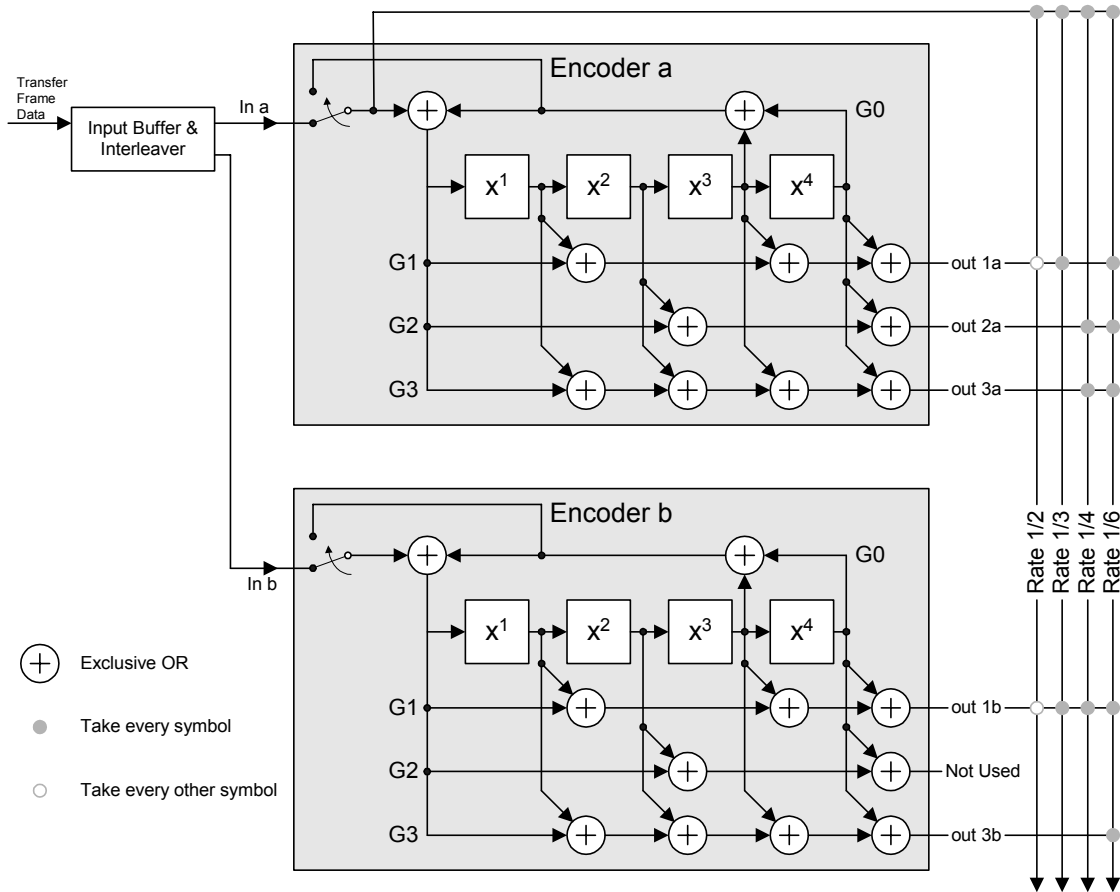 Encoder a
Transfer
Frame
Data
Input Buffer &
Interleaver
In a
G0
x¹
x²
x³
x⁴
G1
out 1a
G2
out 2a
G3
out 3a
Encoder b
In b
G0
x¹
x²
x³
x⁴
G1
out 1b
G2
Not Used
G3
out 3b
Rate 1/2
Rate 1/3
Rate 1/4
Rate 1/6
Exclusive OR
Take every symbol
Take every other symbol